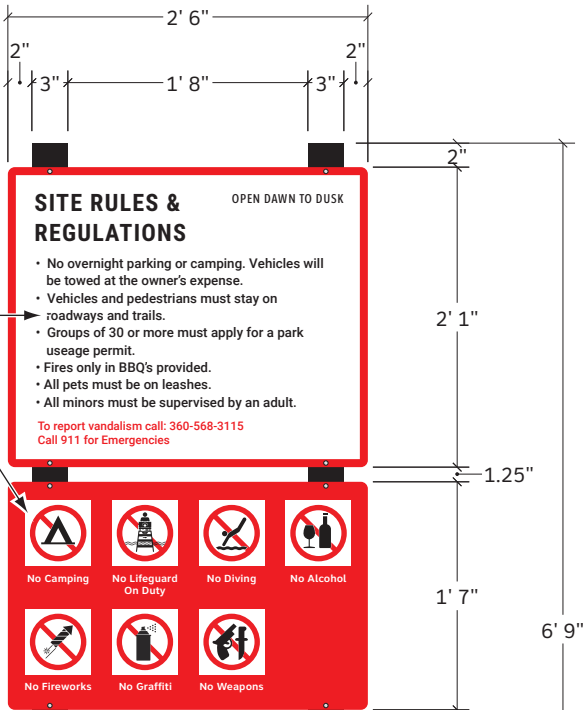 2' 6"
2"
2"
3"
1' 8"
3"
2"
SITE RULES &
REGULATIONS
OPEN DAWN TO DUSK
• No overnight parking or camping. Vehicles will
be towed at the owner's expense.
• Vehicles and pedestrians must stay on
roadways and trails.
• Groups of 30 or more must apply for a park
useage permit.
• Fires only in BBQ's provided.
• All pets must be on leashes.
• All minors must be supervised by an adult.
To report vandalism call: 360-568-3115
Call 911 for Emergencies
2' 1"
1.25"
No Camping
No Lifeguard
On Duty
No Diving
No Alcohol
1' 7"
6' 9"
No Fireworks
No Graffiti
No Weapons